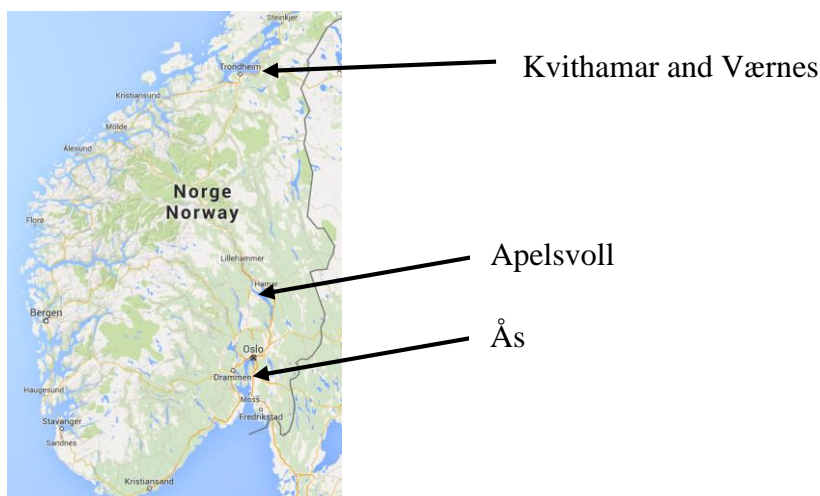 Steinkjer
Trondheim
Kvithamar and Værnes
Kristiansund
Molde
Ålesund
Norge
Norway
Florø
Lillehammer
Apelsvoll
Hamar
Bergen
Ås
Oslo
Drammen
Haugesund
Moss
Fredrikstad
Stavanger
Sandnes
Kristiansand